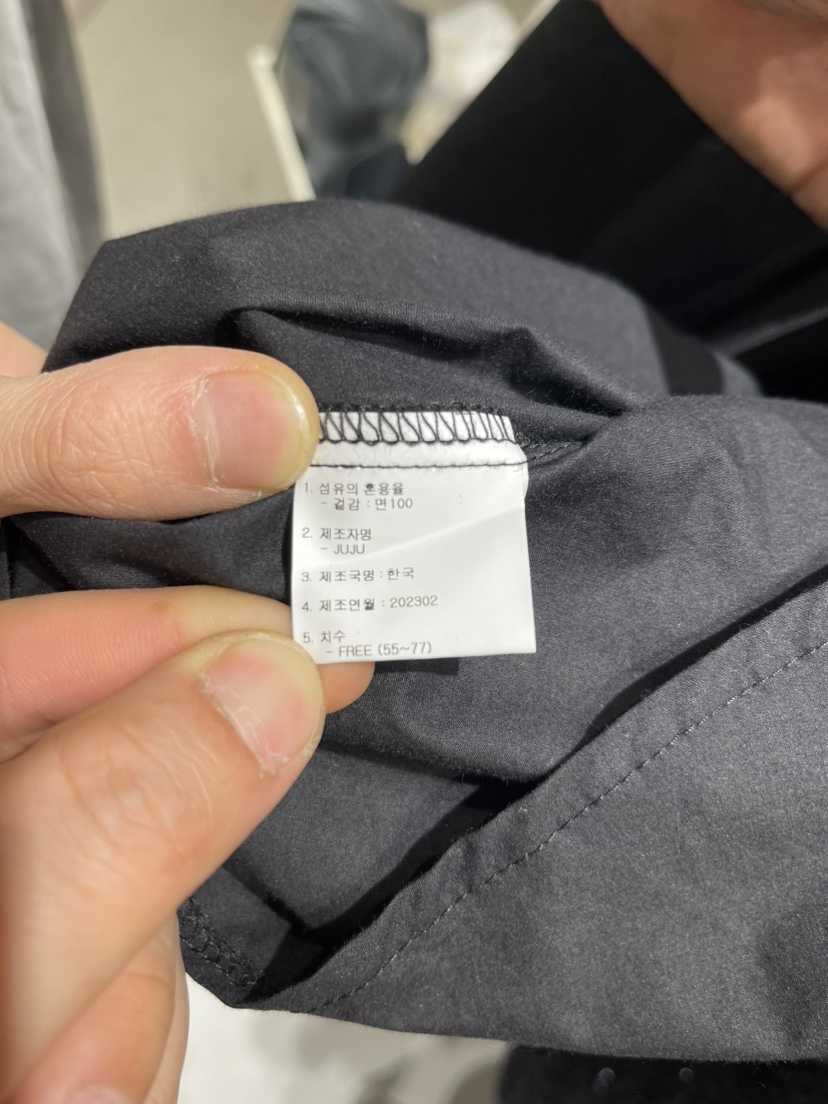 1. 섬유의 혼용율
- 겉감 : 면100
2. 제조자명
- JUJU
3. 제조국명 : 한국
4. 제조연월 : 202302
5. 치수
- FREE (55~77)